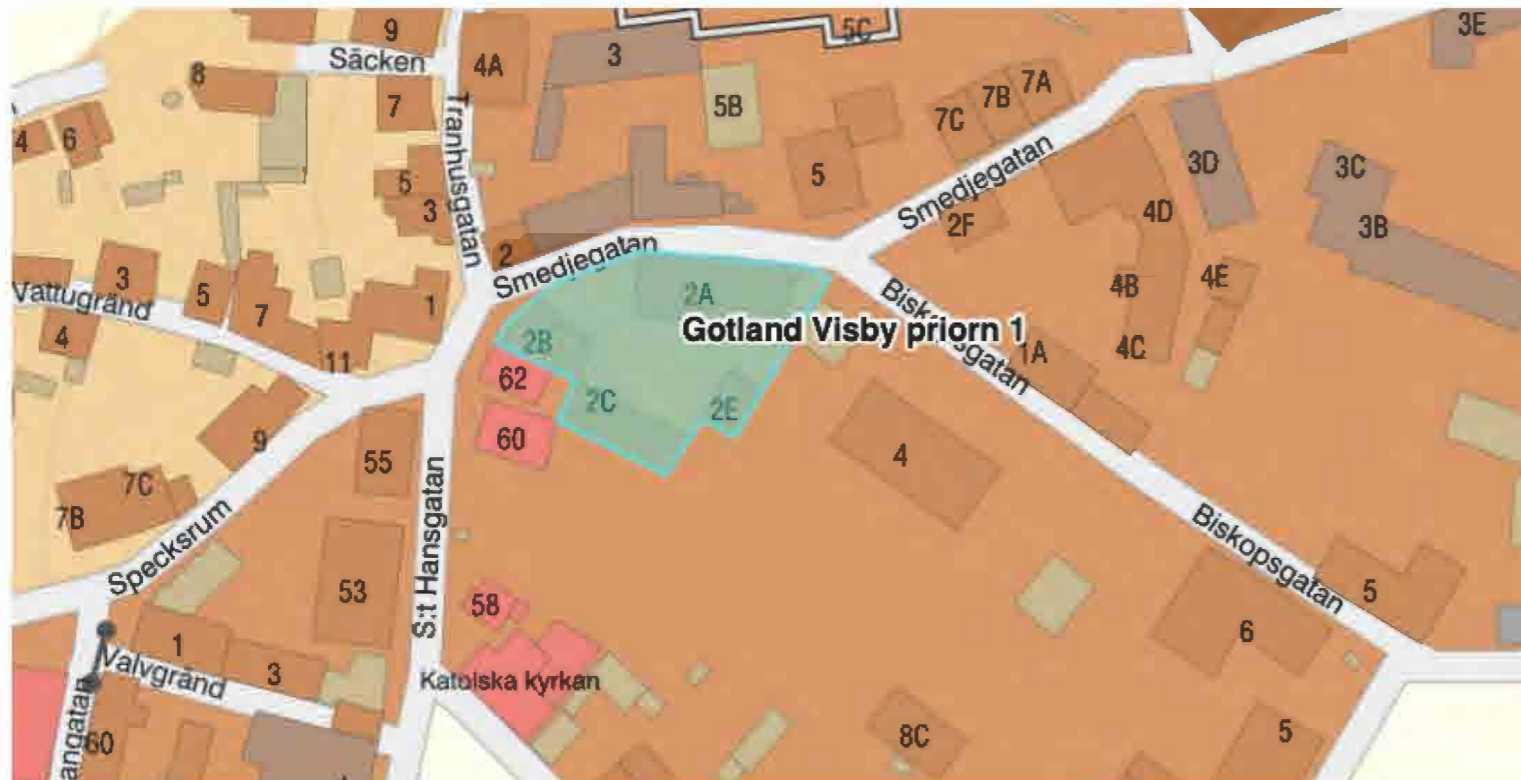 9
5C
3E
Säcken
3
8
4A
7A
7B
7
5B
7C
Tranhusgatan
4
6
3D
3C
Smedjegatan
5
5
3
4D
2F
3B
2
Smedjegatan
3
5
4E
4B
Vattugränd
7
1
2A
Biskopsgatan
Gotland Visby priorn 1
4
11
2B
1A
4C
62
2C
2E
9
60
4
55
7C
7B
S:t Hansgatan
Specksrum
Biskopsgatan
53
58
5
6
1
3
Valvgränd
Katolska kyrkan
angatan
60
8C
5